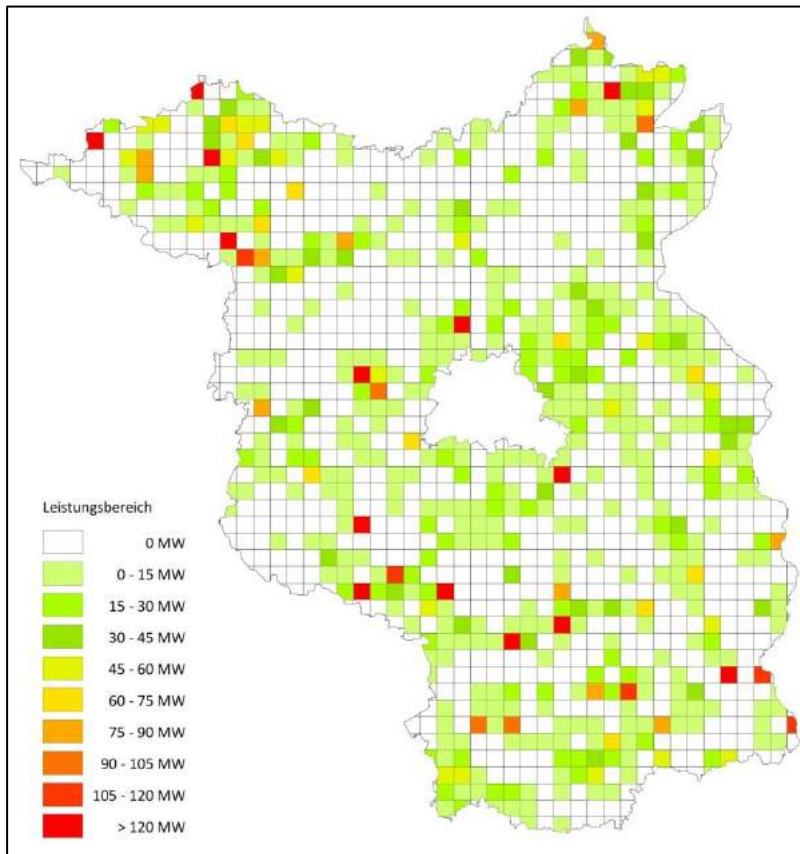 Leistungsbereich
0 MW
0 - 15 MW
15 - 30 MW
30 - 45 MW
45 - 60 MW
60 - 75 MW
75 - 90 MW
90 - 105 MW
105 - 120 MW
> 120 MW